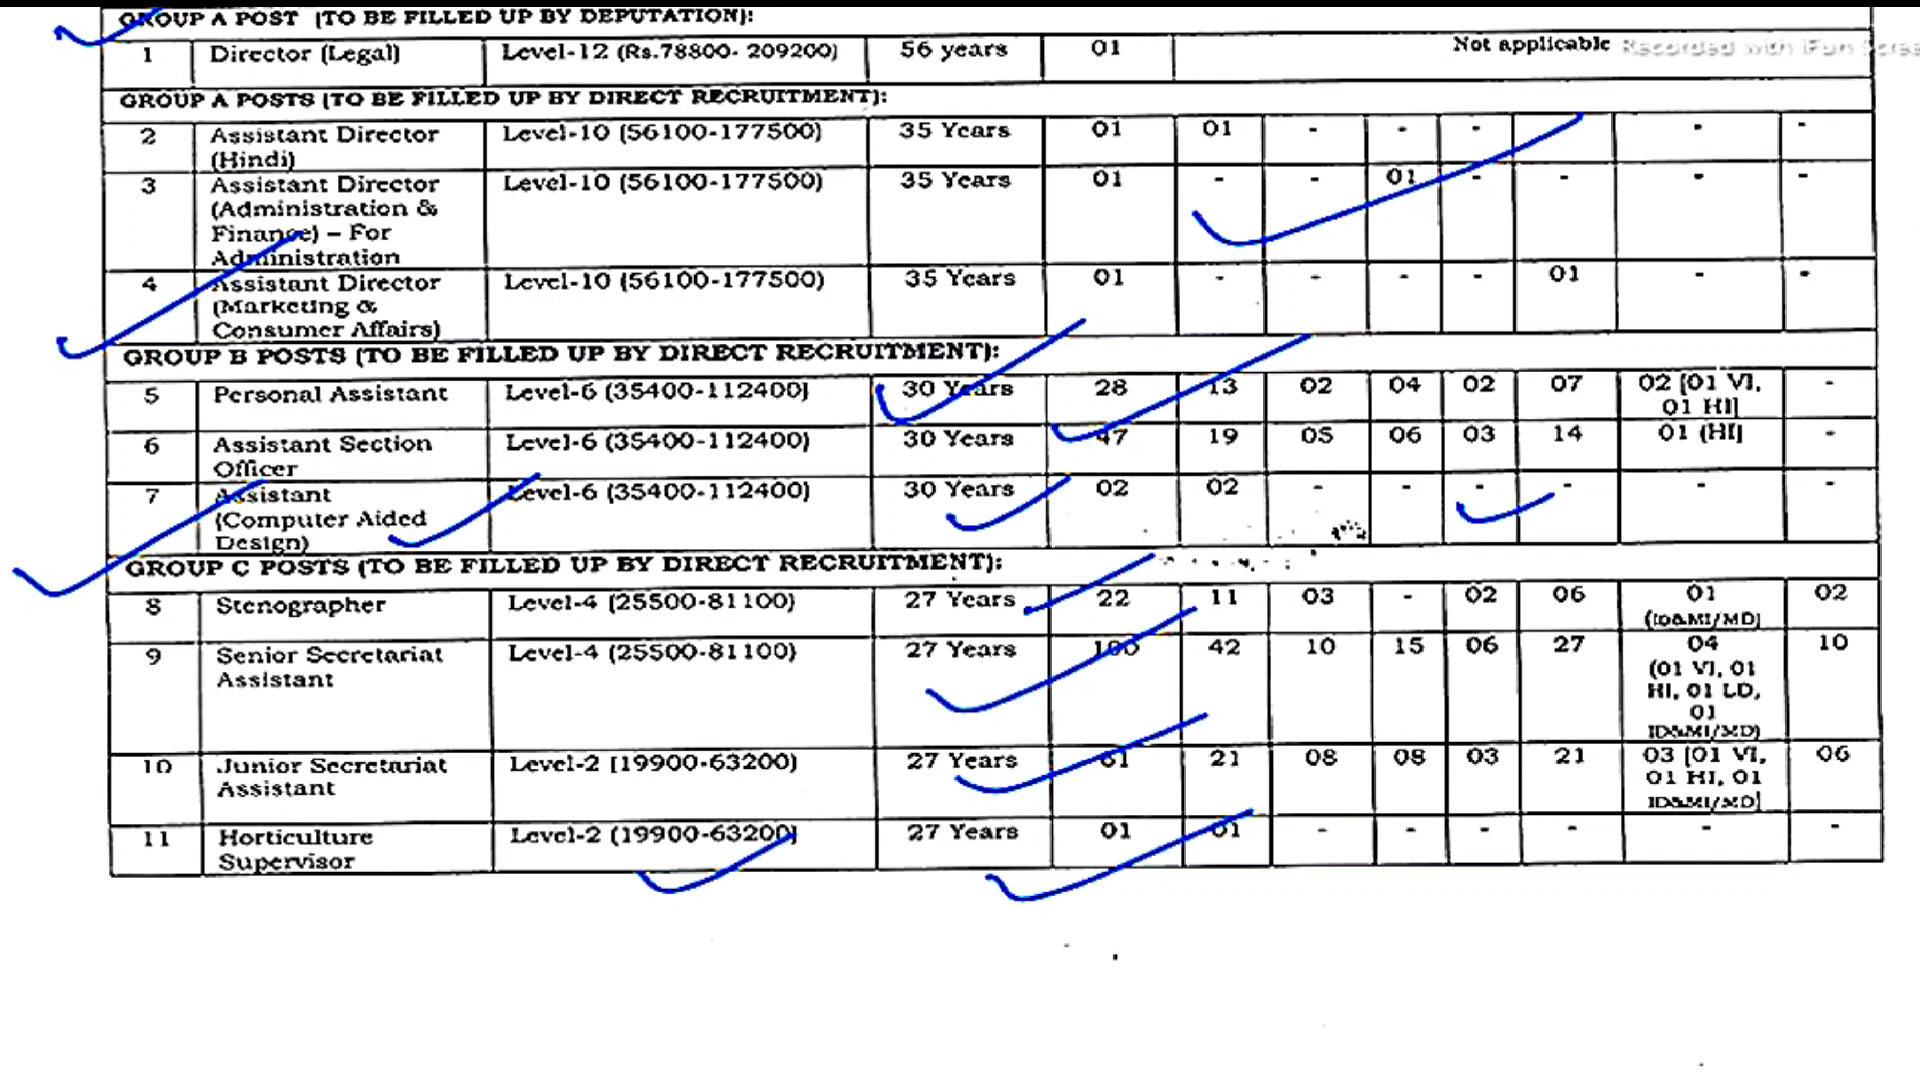 GROUP A POST (TO BE FILLED UP BY DEPUTATION):
1 Director (Legal) Level-12 (Rs.78800- 209200) 56 years 01 Not applicable
Recorded with iFun Scree
GROUP A POSTS (TO BE FILLED UP BY DIRECT RECRUITMENT):
2 Assistant Director Level-10 (56100-177500) 35 Years 01 01 - - - - -
(Hindi)
3 Assistant Director Level-10 (56100-177500) 35 Years 01 - - 01 - - - -
(Administration &
Finance) – For
Administration
4 Assistant Director Level-10 (56100-177500) 35 Years 01 - - - - 01 - -
(Marketing &
Consumer Affairs)
GROUP B POSTS (TO BE FILLED UP BY DIRECT RECRUITMENT):
5 Personal Assistant Level-6 (35400-112400) 30 Years 28 13 02 04 02 07 02 [01 VI, -
01 HI]
6 Assistant Section Level-6 (35400-112400) 30 Years 47 19 05 06 03 14 01 (HI) -
Officer
7 Assistant Level-6 (35400-112400) 30 Years 02 02 - - - - - -
(Computer Aided
Design)
GROUP C POSTS (TO BE FILLED UP BY DIRECT RECRUITMENT):
8 Stenographer Level-4 (25500-81100) 27 Years 22 11 03 - 02 06 01 02
(ID&MI/MD)
9 Senior Secretariat Level-4 (25500-81100) 27 Years 100 42 10 15 06 27 04 10
Assistant (01 VI, 01
HI, 01 LD,
01
ID&MI/MD)
10 Junior Secretariat Level-2 (19900-63200) 27 Years 61 21 08 08 03 21 03 [01 VI, 06
Assistant 01 HI, 01
ID&MI/MD]
11 Horticulture Level-2 (19900-63200) 27 Years 01 01 - - - - - -
Supervisor